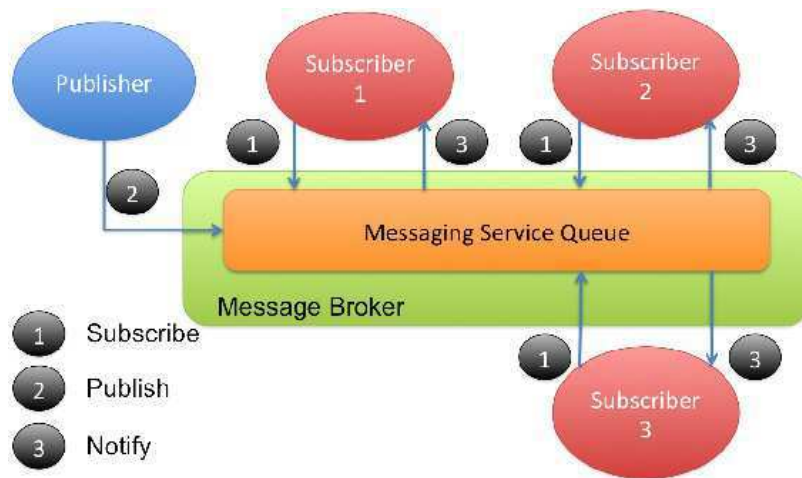 Publisher
Subscriber
1
Subscriber
2
1
3
1
3
2
Messaging Service Queue
Message Broker
1 Subscribe
2 Publish
3 Notify
1
3
Subscriber
3